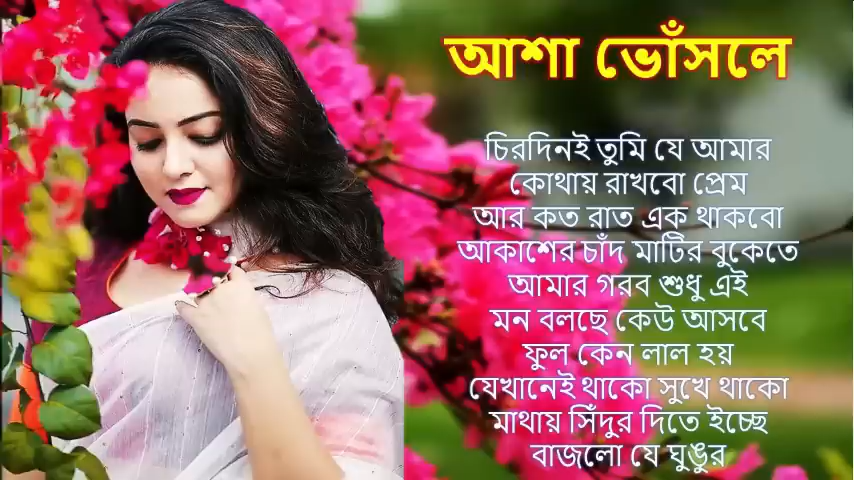 আশা ভোঁসলে
চিরদিনই তুমি যে আমার
কোথায় রাখবো প্রেম
আর কত রাত এক থাকবো
আকাশের চাঁদ মাটির বুকেতে
আমার গরব শুধু এই
মন বলছে কেউ আসবে
ফুল কেন লাল হয়
যেখানেই থাকো সুখে থাকো
মাথায় সিঁদুর দিতে ইচ্ছে
বাজলো যে ঘুঙুর